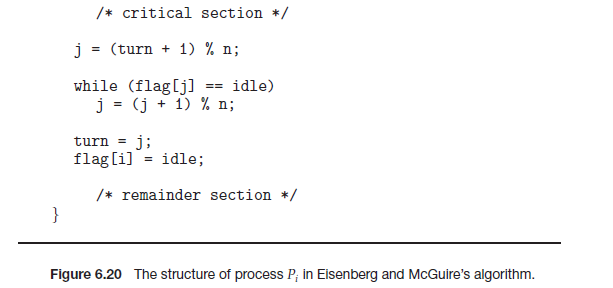 /* critical section */
j = (turn + 1) % n;
while (flag[j] == idle)
j = (j + 1) % n;
turn = j;
flag[i] = idle;
/* remainder section */
}
Figure 6.20 The structure of process Pi in Eisenberg and McGuire's algorithm.